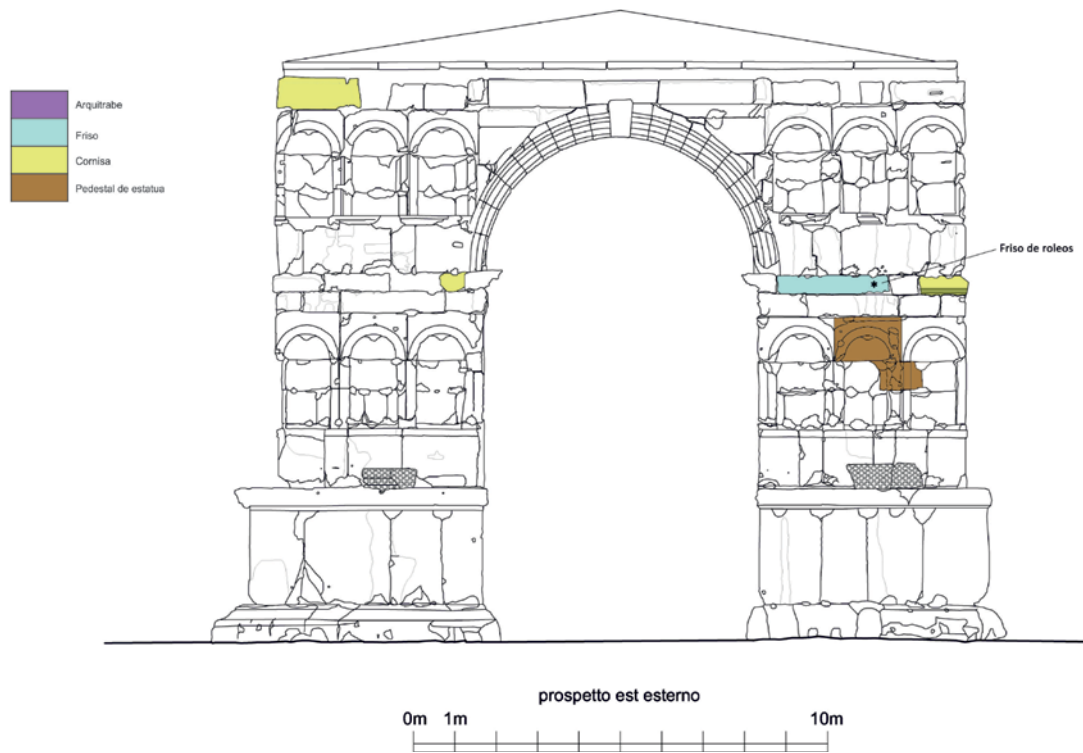 Arquitrabe
Friso
Cornisa
Pedestal de estatua
Friso de roleos
*
prospetto est esterno
0m 1m 10m